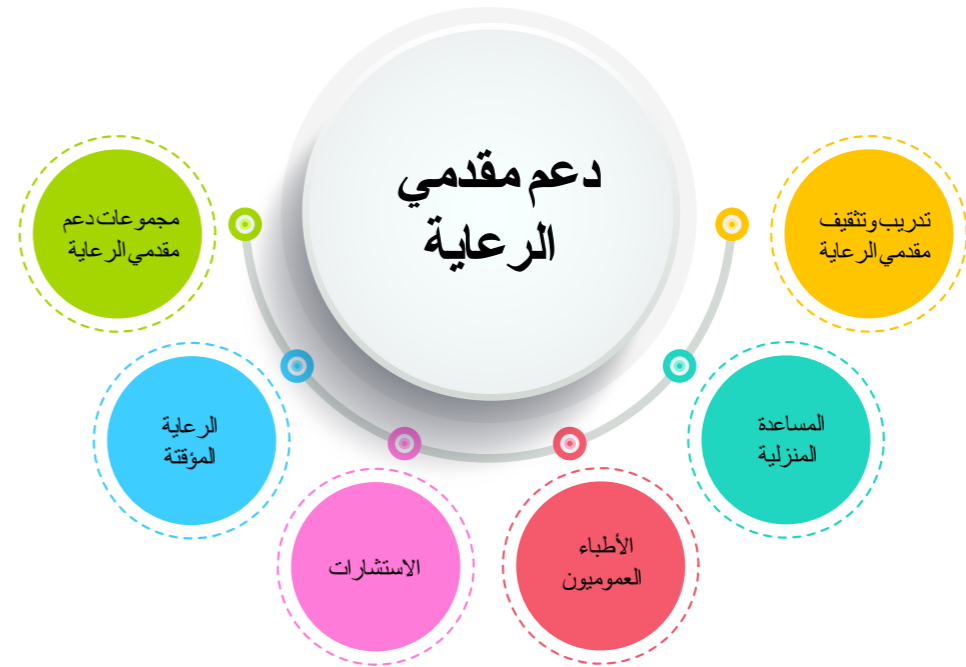 دعم مقدمي
الرعاية
تدريب وتثقيف
مقدمي الرعاية
المساعدة
المنزلية
الأطباء
العموميون
الاستشارات
الرعاية
المؤقتة
مجموعات دعم
مقدمي الرعاية